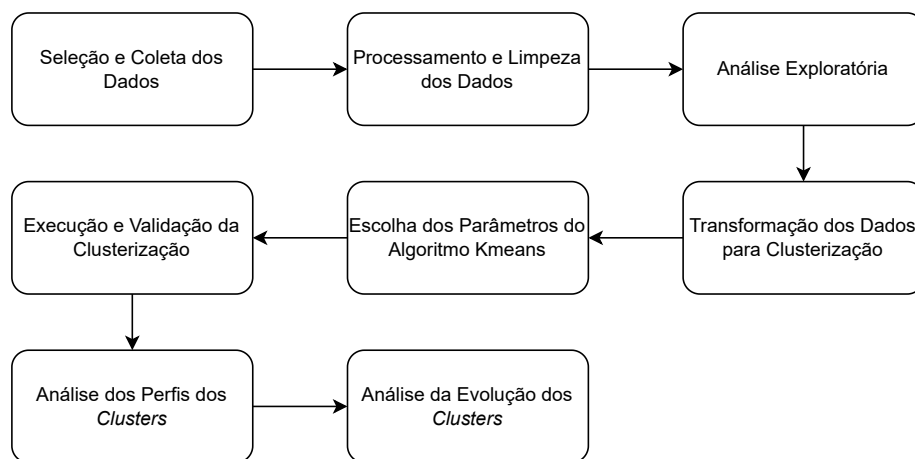 Seleção e Coleta dos
Dados
Processamento e Limpeza
dos Dados
Análise Exploratória
Transformação dos Dados
para Clusterização
Escolha dos Parâmetros do
Algoritmo Kmeans
Execução e Validação da
Clusterização
Análise dos Perfis dos
Clusters
Análise da Evolução dos
Clusters